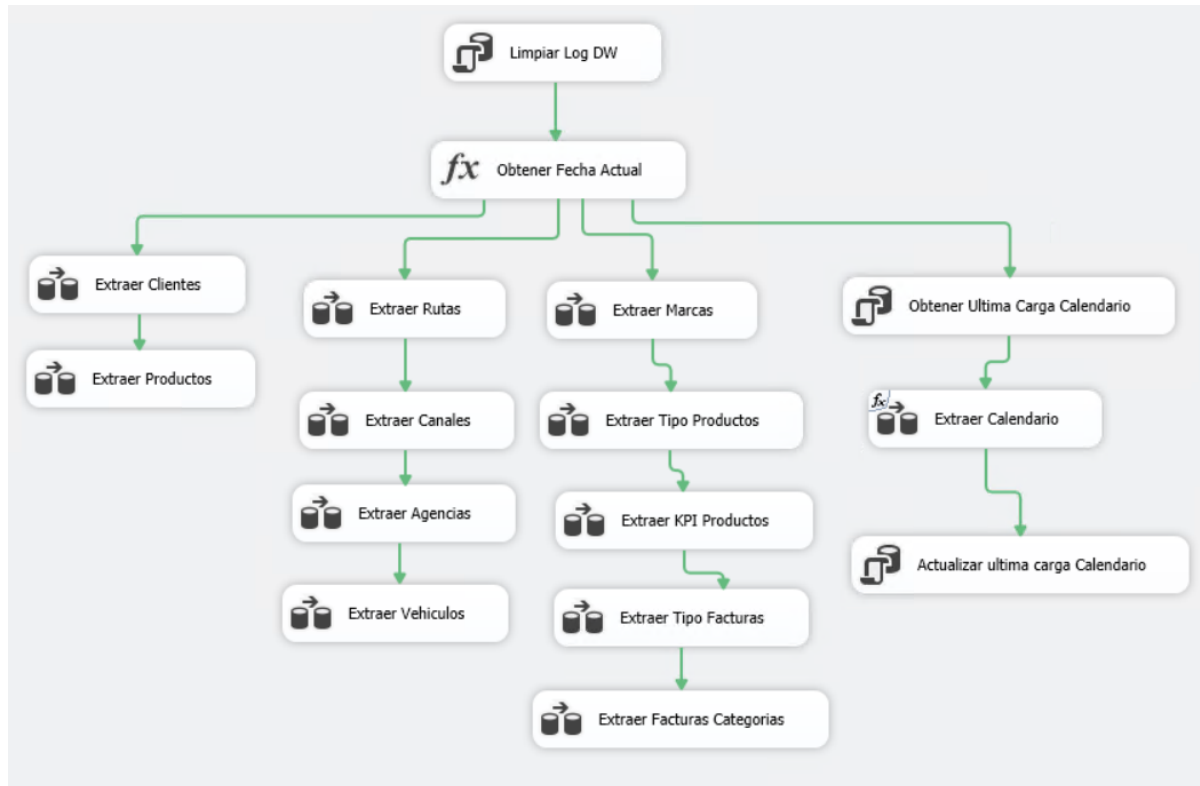 Limpiar Log DW
fx Obtener Fecha Actual
Extraer Clientes
Extraer Productos
Extraer Rutas
Extraer Canales
Extraer Agencias
Extraer Vehiculos
Extraer Marcas
Extraer Tipo Productos
Extraer KPI Productos
Extraer Tipo Facturas
Extraer Facturas Categorias
Obtener Ultima Carga Calendario
fx Extraer Calendario
Actualizar ultima carga Calendario